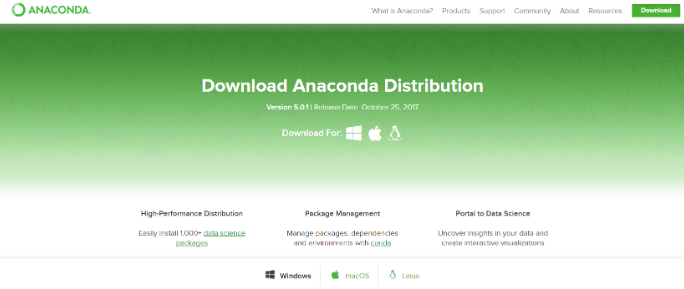 ANACONDA.
What is Anaconda? Products Support Community About Resources Download
Download Anaconda Distribution
Version 5.0.1 | Release Date: October 25, 2017
Download For:
High-Performance Distribution Package Management Portal to Data Science
Easily install 1,000+ data science Manage packages, dependencies Uncover insights in your data and
packages and environments with conda create interactive visualizations
Windows macOS Linux